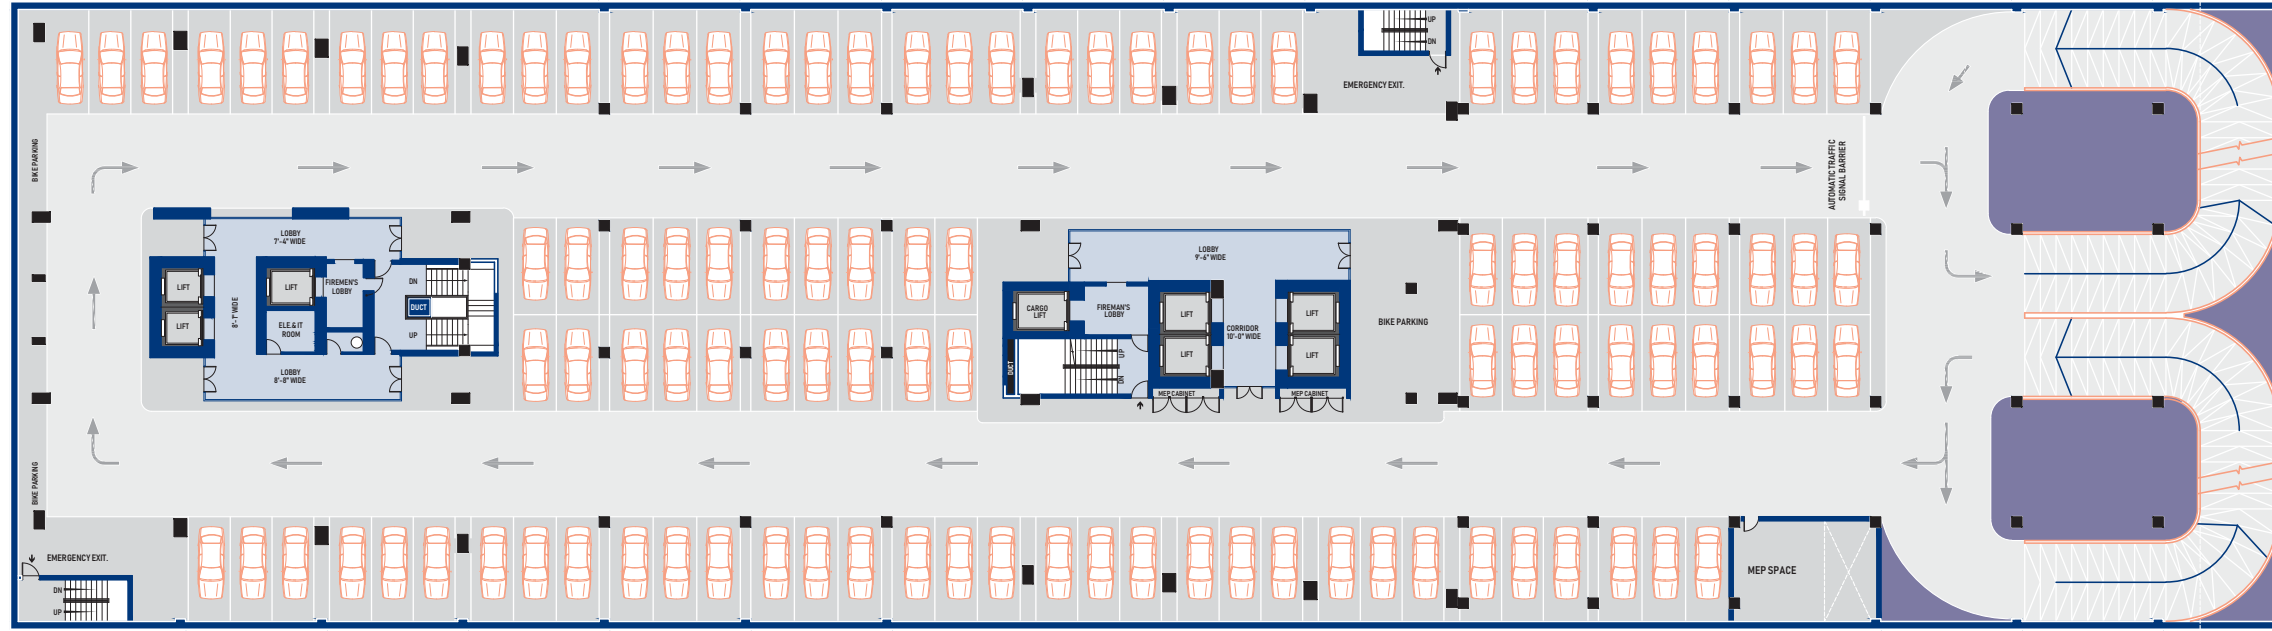 UP
DN
EMERGENCY EXIT.
BIKE PARKING
AUTOMATIC TRAFFIC
SIGNAL BARRIER
LOBBY
7'-4" WIDE
LIFT
LIFT
8'-1" WIDE
LIFT
FIREMEN'S
LOBBY
ELE.& IT
ROOM
DN
DUCT
UP
LOBBY
8'-8" WIDE
LOBBY
9'-6" WIDE
CARGO
LIFT
FIREMAN'S
LOBBY
LIFT
LIFT
CORRIDOR
10'-0" WIDE
LIFT
LIFT
DUCT
UP
DN
MEP CABINET
MEP CABINET
BIKE PARKING
BIKE PARKING
EMERGENCY EXIT.
DN
UP
MEP SPACE